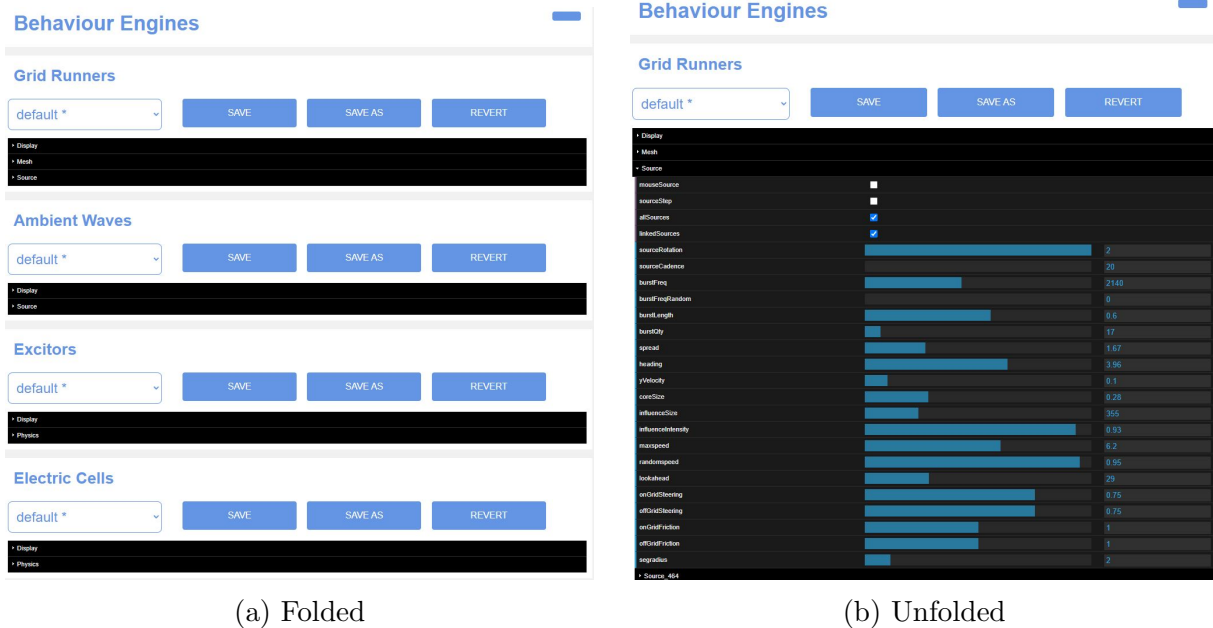 Behaviour Engines
Grid Runners
default * SAVE SAVE AS REVERT
Display
Mesh
Source
Ambient Waves
default * SAVE SAVE AS REVERT
Display
Source
Excitors
default * SAVE SAVE AS REVERT
Display
Physics
Electric Cells
default * SAVE SAVE AS REVERT
Display
Physics
(a) Folded
Behaviour Engines
Grid Runners
default * SAVE SAVE AS REVERT
Display
Mesh
Source
mouseSource
sourceStep
allSources
linkedSources
sourceRotation 2
sourceCadence 20
burstFreq 2140
burstFreqRandom 0
burstLength 0.6
burstQty 17
spread 1.67
heading 3.96
yVelocity 0.1
coreSize 0.28
influenceSize 355
influenceIntensity 0.93
maxspeed 6.2
randomspeed 0.95
lookahead 29
onGridSteering 0.75
offGridSteering 0.75
onGridFriction 1
offGridFriction 1
segradius 2
Source_464
(b) Unfolded